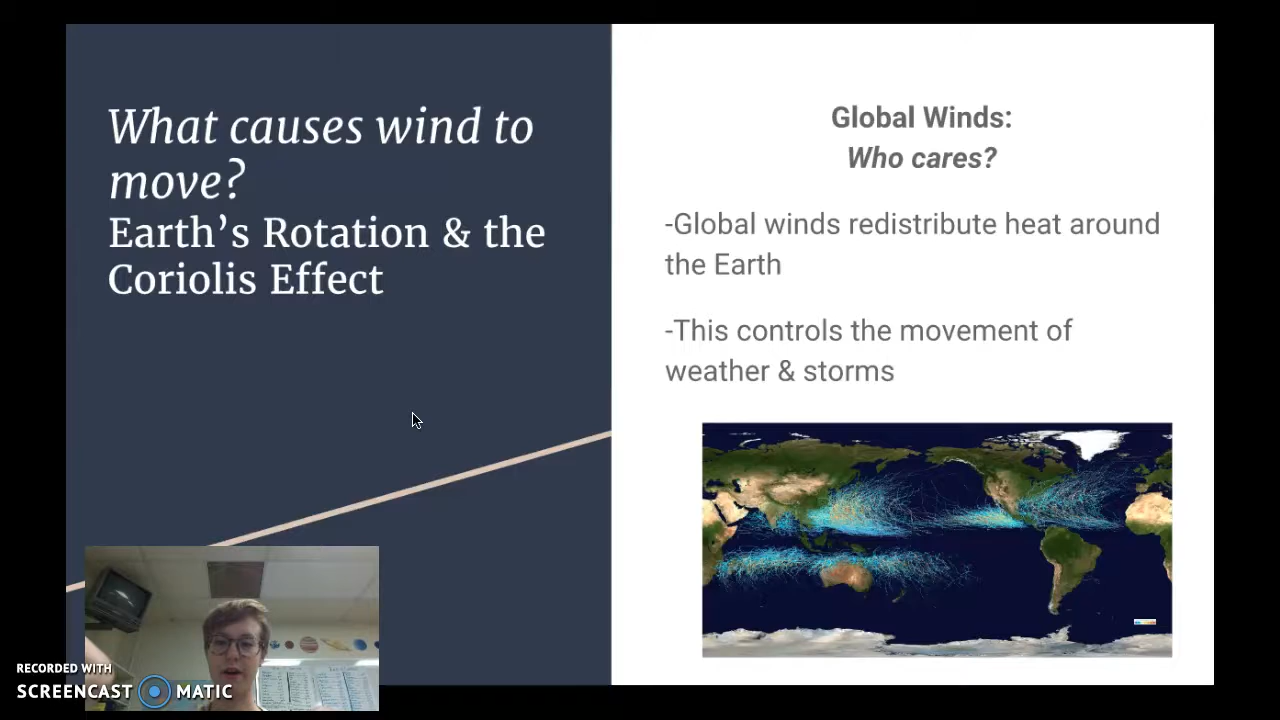 What causes wind to
move?
Earth's Rotation & the
Coriolis Effect
Global Winds:
Who cares?
-Global winds redistribute heat around
the Earth
-This controls the movement of
weather & storms
RECORDED WITH
SCREENCAST MATIC